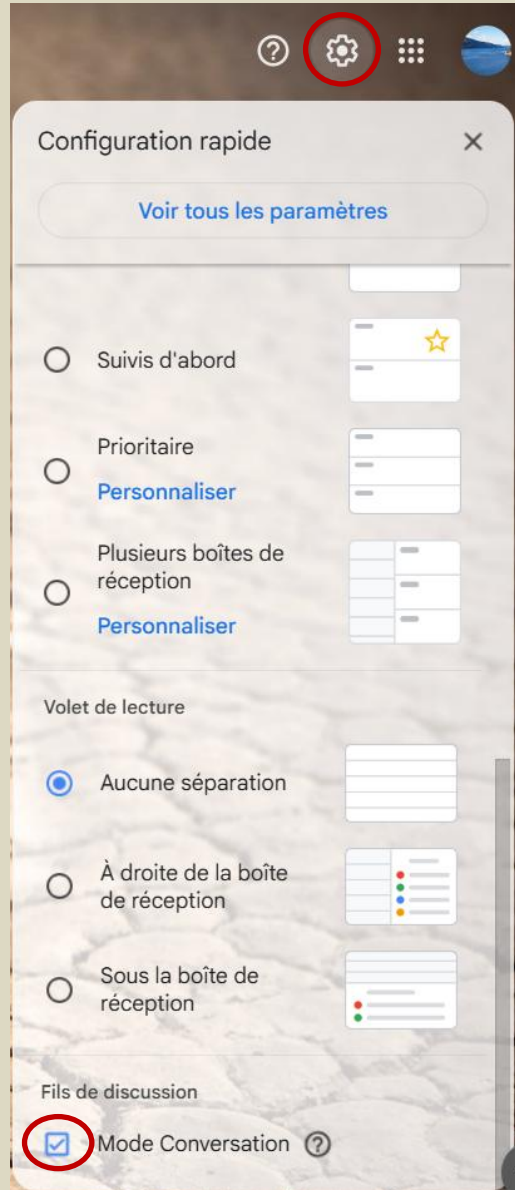 Configuration rapide
Voir tous les paramètres
Suivis d'abord
Prioritaire
Personnaliser
Plusieurs boîtes de
réception
Personnaliser
Volet de lecture
Aucune séparation
À droite de la boîte
de réception
Sous la boîte de
réception
Fils de discussion
Mode Conversation